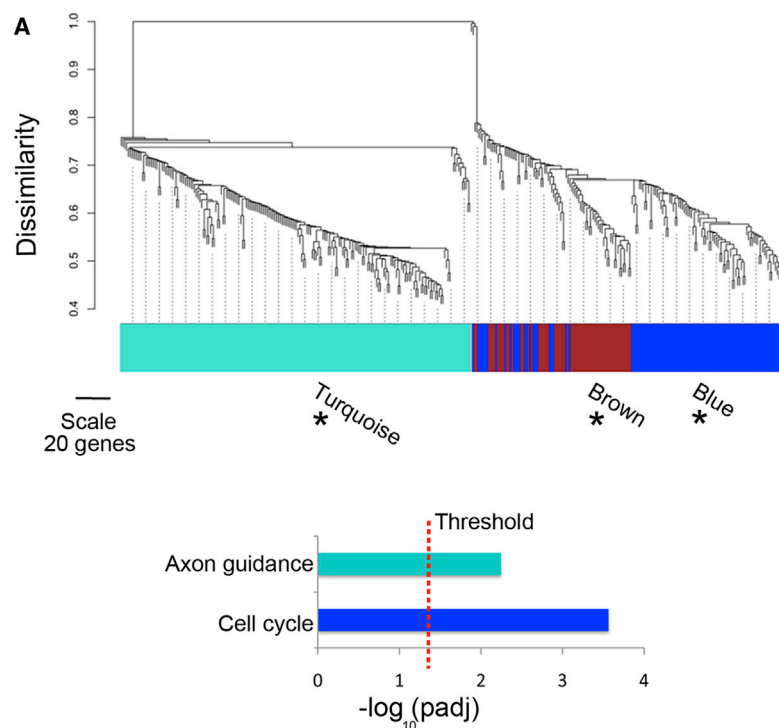 A
1.0
0.9
0.8
0.7
0.6
0.5
0.4
Dissimilarity
Scale
20 genes
Turquoise
*
Brown
*
Blue
*
Threshold
Axon guidance
Cell cycle
0 1 2 3 4
-log10(padj)